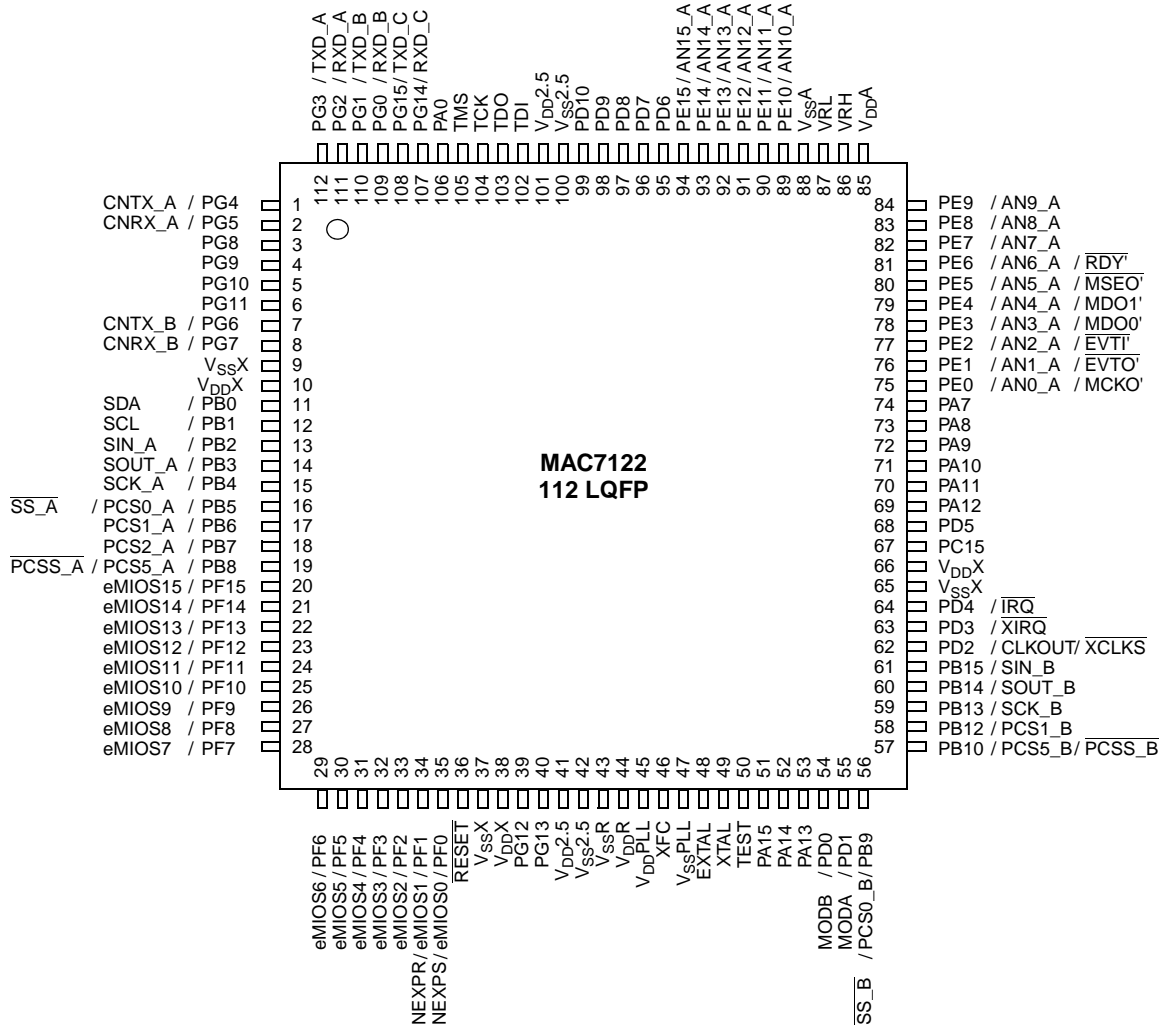 PG3 / TXD_A
PG2 / RXD_A
PG1 / TXD_B
PG0 / RXD_B
PG15/ TXD_C
PG14/ RXD_C
PA0
TMS
TCK
TDO
TDI
VDD2.5
VSS2.5
PD10
PD9
PD8
PD7
PD6
PE15/ AN15_A
PE14/ AN14_A
PE13/ AN13_A
PE12/ AN12_A
PE11/ AN11_A
PE10/ AN10_A
VSSA
VRL
VRH
VDDA
112
111
110
109
108
107
106
105
104
103
102
101
100
99
98
97
96
95
94
93
92
91
90
89
88
87
86
85
CNTX_A / PG4 1
CNRX_A / PG5 2
PG8 3
PG9 4
PG10 5
PG11 6
CNTX_B / PG6 7
CNRX_B / PG7 8
VSSX 9
VDDX 10
SDA / PB0 11
SCL / PB1 12
SIN_A / PB2 13
SOUT_A / PB3 14
SCK_A / PB4 15
SS_A / PCS0_A / PB5 16
PCS1_A / PB6 17
PCS2_A / PB7 18
PCSS_A / PCS5_A / PB8 19
eMIOS15 / PF15 20
eMIOS14 / PF14 21
eMIOS13 / PF13 22
eMIOS12 / PF12 23
eMIOS11 / PF11 24
eMIOS10 / PF10 25
eMIOS9 / PF9 26
eMIOS8 / PF8 27
eMIOS7 / PF7 28
MAC7122
112 LQFP
84 PE9 / AN9_A
83 PE8 / AN8_A
82 PE7 / AN7_A
81 PE6 / AN6_A / RDY'
80 PE5 / AN5_A / MSEO'
79 PE4 / AN4_A / MDO1'
78 PE3 / AN3_A / MDO0'
77 PE2 / AN2_A / EVTI'
76 PE1 / AN1_A / EVTO'
75 PE0 / AN0_A / MCKO'
74 PA7
73 PA8
72 PA9
71 PA10
70 PA11
69 PA12
68 PD5
67 PC15
66 VDDX
65 VSSX
64 PD4 / IRQ
63 PD3 / XIRQ
62 PD2 / CLKOUT/ XCLKS
61 PB15 / SIN_B
60 PB14 / SOUT_B
59 PB13 / SCK_B
58 PB12 / PCS1_B
57 PB10 / PCS5_B/ PCSS_B
29
30
31
32
33
34
35
36
37
38
39
40
41
42
43
44
45
46
47
48
49
50
51
52
53
54
55
56
eMIOS6 / PF6
eMIOS5 / PF5
eMIOS4 / PF4
eMIOS3 / PF3
eMIOS2 / PF2
NEXPR/ eMIOS1 / PF1
NEXPS/ eMIOS0 / PF0
RESET
VSSX
VDDX
PG12
PG13
VDD2.5
VSS2.5
VSSR
VDDR
VDDPLL
XFC
VSSPLL
EXTAL
XTAL
TEST
PA15
PA14
PA13
MODB / PD0
MODA / PD1
SS_B / PCS0_B/ PB9